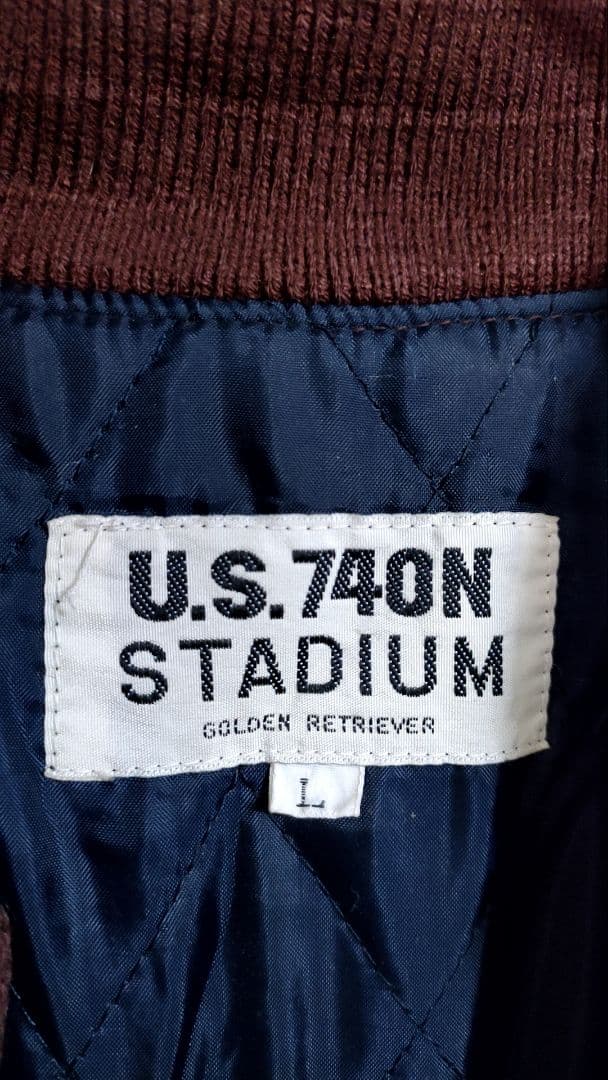 U.S.740N
STADIUM
GOLDEN RETRIEVER
L